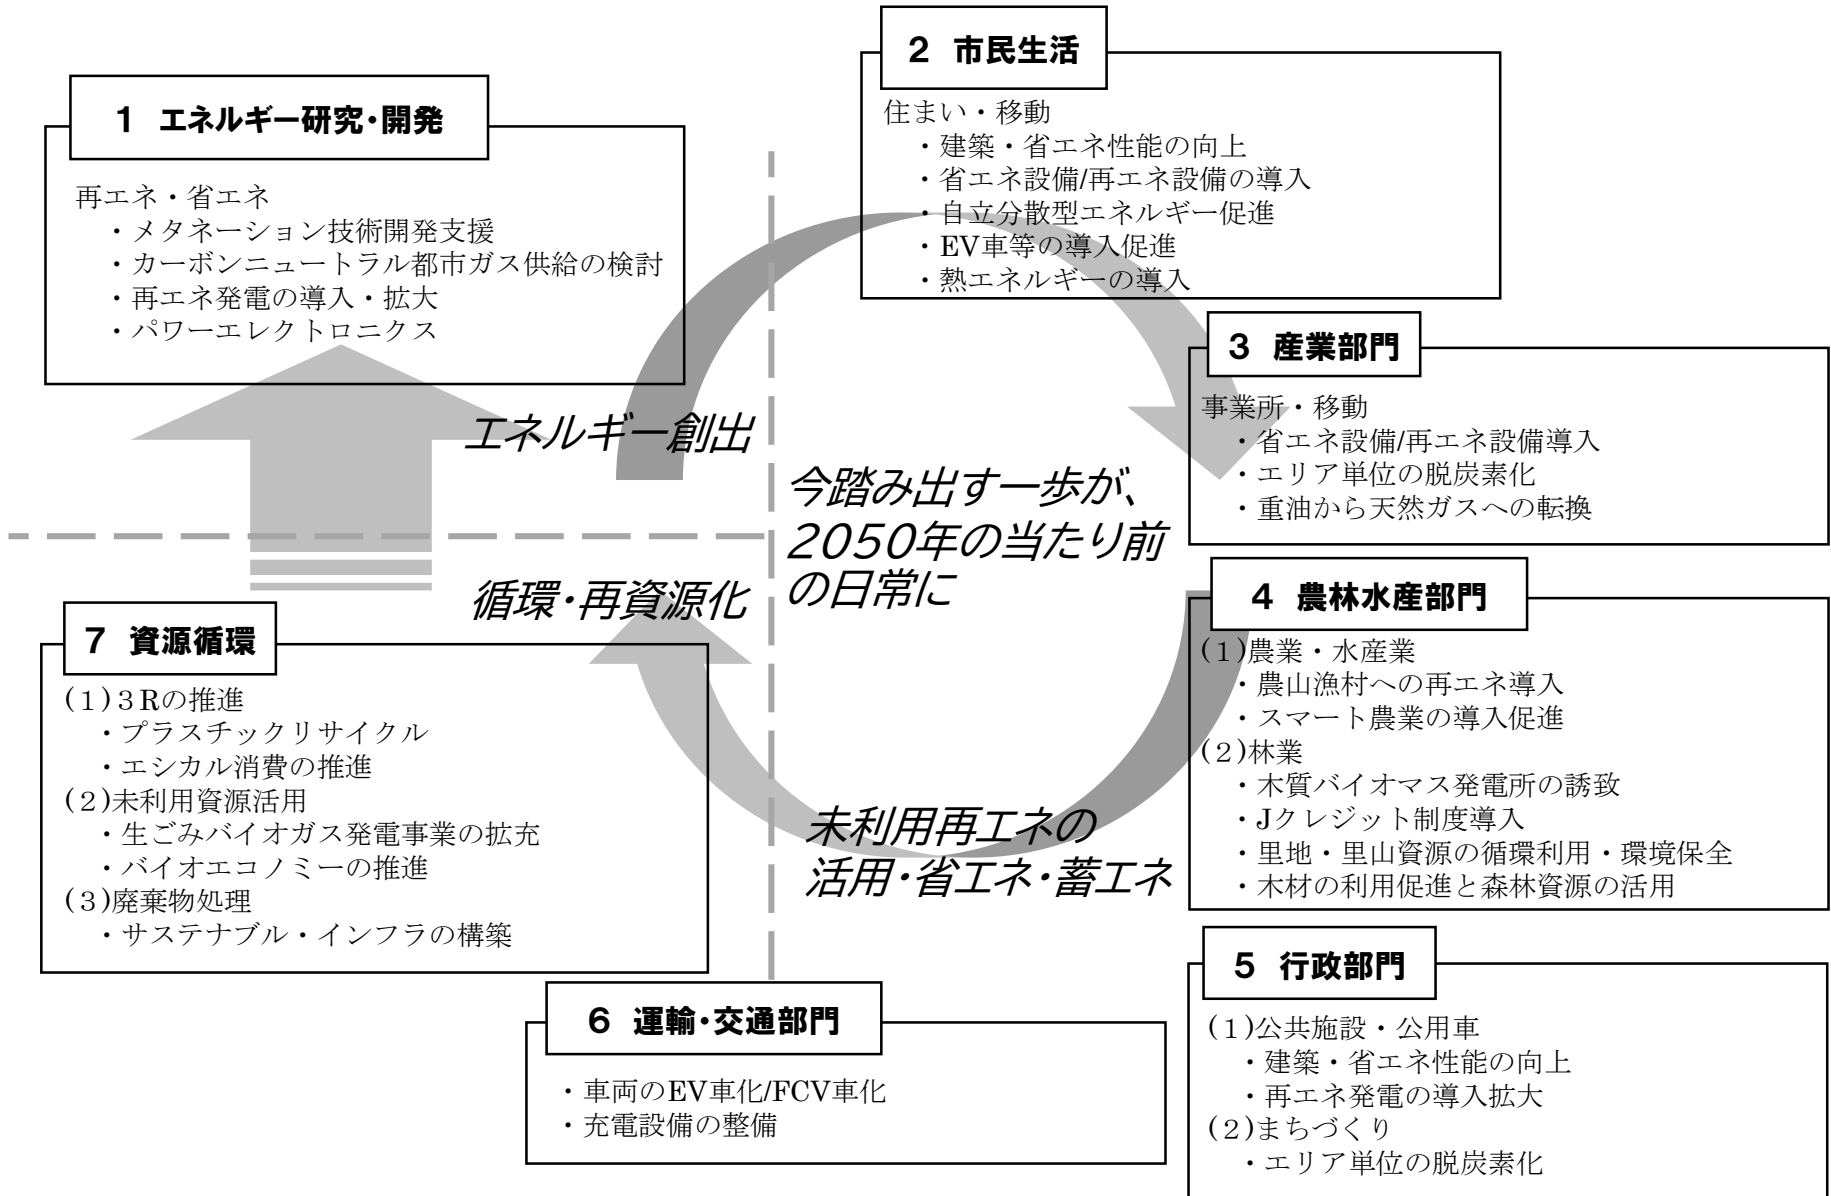 1 エネルギー研究・開発
再エネ・省エネ
・メタネーション技術開発支援
・カーボンニュートラル都市ガス供給の検討
・再エネ発電の導入・拡大
・パワーエレクトロニクス
2 市民生活
住まい・移動
・建築・省エネ性能の向上
・省エネ設備/再エネ設備の導入
・自立分散型エネルギー促進
・EV車等の導入促進
・熱エネルギーの導入
3 産業部門
事業所・移動
・省エネ設備/再エネ設備導入
・エリア単位の脱炭素化
・重油から天然ガスへの転換
エネルギー創出
今踏み出す一歩が、
2050年の当たり前
の日常に
循環・再資源化
未利用再エネの
活用・省エネ・蓄エネ
4 農林水産部門
(１)農業・水産業
・農山漁村への再エネ導入
・スマート農業の導入促進
(２)林業
・木質バイオマス発電所の誘致
・Jクレジット制度導入
・里地・里山資源の循環利用・環境保全
・木材の利用促進と森林資源の活用
5 行政部門
(１)公共施設・公用車
・建築・省エネ性能の向上
・再エネ発電の導入拡大
(２)まちづくり
・エリア単位の脱炭素化
6 運輸・交通部門
・車両のEV車化/FCV車化
・充電設備の整備
7 資源循環
(１)３Rの推進
・プラスチックリサイクル
・エシカル消費の推進
(２)未利用資源活用
・生ごみバイオガス発電事業の拡充
・バイオエコノミーの推進
(３)廃棄物処理
・サステナブル・インフラの構築